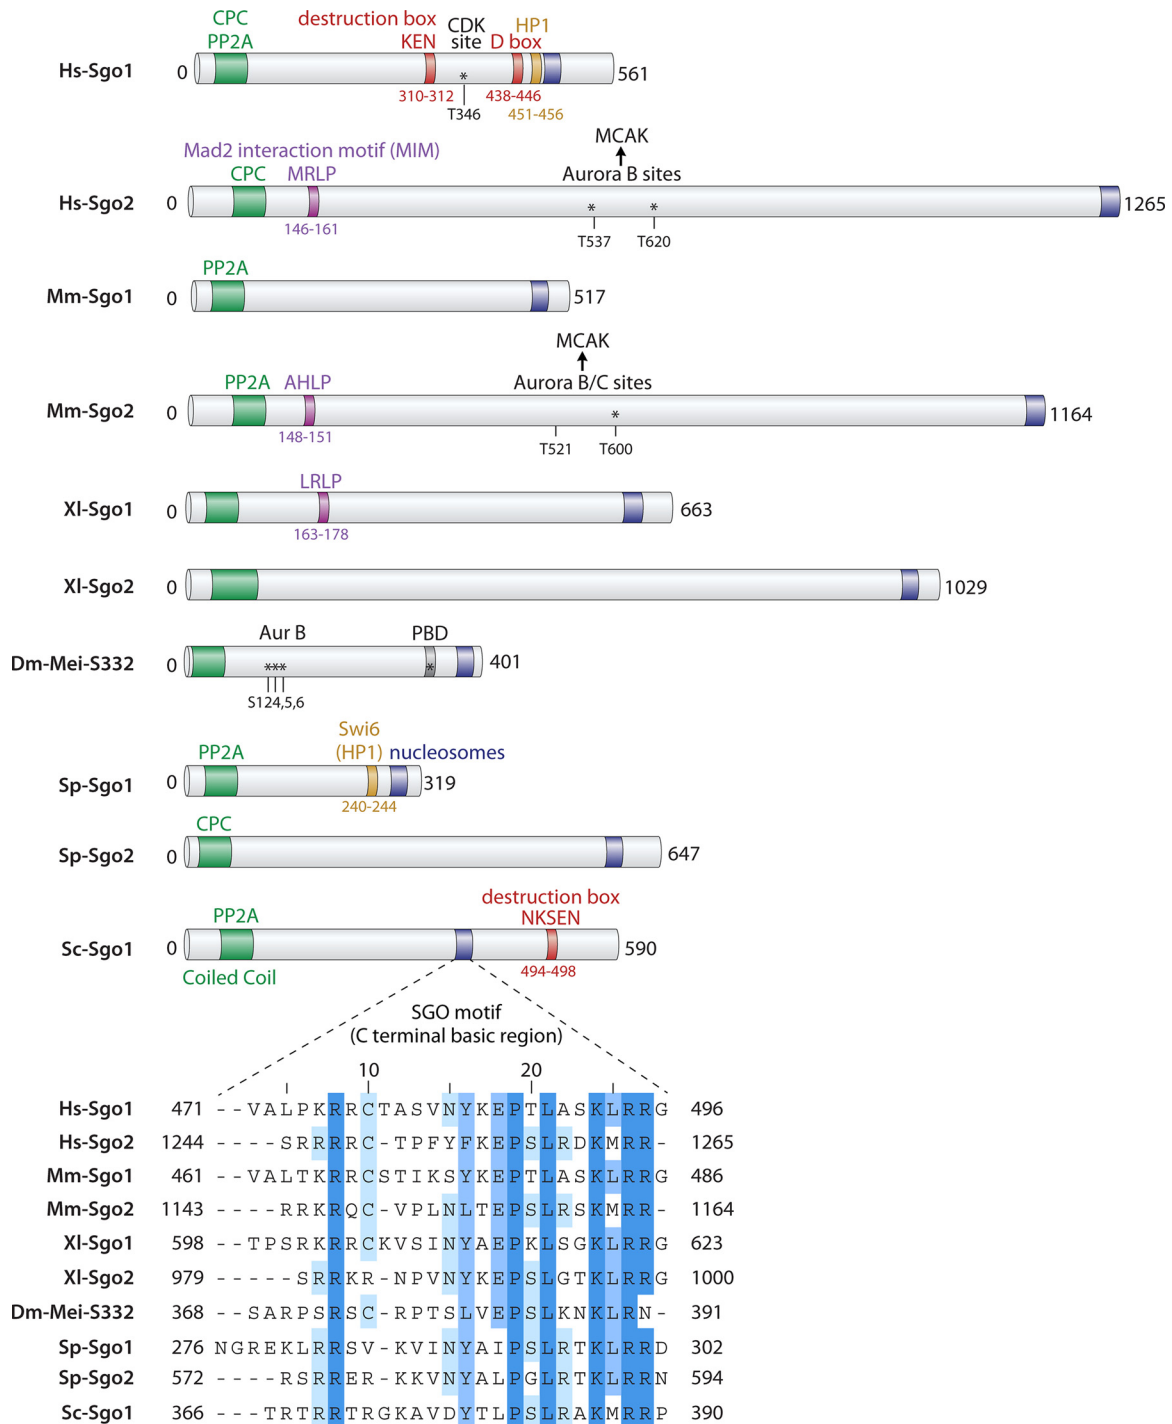 CPC
destruction box
CDK
HP1
PP2A
KEN
site
D box
Hs-Sgo1
0
*
561
310-312
438-446
T346
451-456
MCAK
Mad2 interaction motif (MIM)
CPC
MRLP
Aurora B sites
Hs-Sgo2
0
* *
1265
146-161
T537
T620
PP2A
Mm-Sgo1
0
517
MCAK
PP2A
AHLP
Aurora B/C sites
Mm-Sgo2
0
*
1164
148-151
T521
T600
LRLP
Xl-Sgo1
0
663
163-178
Xl-Sgo2
0
1029
Aur B
PBD
Dm-Mei-S332
0
***
*
401
S124,5,6
Swi6
PP2A
(HP1)
nucleosomes
Sp-Sgo1
0
319
240-244
CPC
Sp-Sgo2
0
647
destruction box
PP2A
NKSEN
Sc-Sgo1
0
590
Coiled Coil
494-498
SGO motif
(C terminal basic region)
10 20
Hs-Sgo1 471 --VALPKRRCTASVNYKEPTLASKLRRG 496
Hs-Sgo2 1244 ----SRRRRC-TPFYFKEPSLRDKMRR- 1265
Mm-Sgo1 461 --VALTKRRCSTIKSYKEPTLASKLRRG 486
Mm-Sgo2 1143 ----RRKRQC-VPLNLTEPSLRSKMRR- 1164
Xl-Sgo1 598 --TPSRKRRCKVSINYAEPKLSGKLRRG 623
Xl-Sgo2 979 -----SRRKR-NPVNYKEPSLGTKLRRG 1000
Dm-Mei-S332 368 --SARPSRSC-RPTSLVEPSLKNKLRN- 391
Sp-Sgo1 276 NGREKLRRSV-KVINYAIPSLRTKLRRD 302
Sp-Sgo2 572 ----RSRRER-KKVNYALPGLRTKLRRN 594
Sc-Sgo1 366 ---TRTRRTRGKAVDYTLPSLRAKMRRP 390